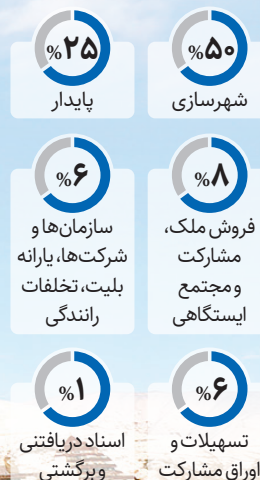 %۵۰
شهرسازی
%۲۵
پایدار
%۸
فروش ملک،
مشارکت
و مجتمع
ایستگاهی
%۶
سازمان‌ها و
شرکت‌ها، یارانه
بلیت، تخلفات
رانندگی
%۶
تسهیلات و
اوراق مشارکت
%۱
اسناد دریافتنی
و برگشتی